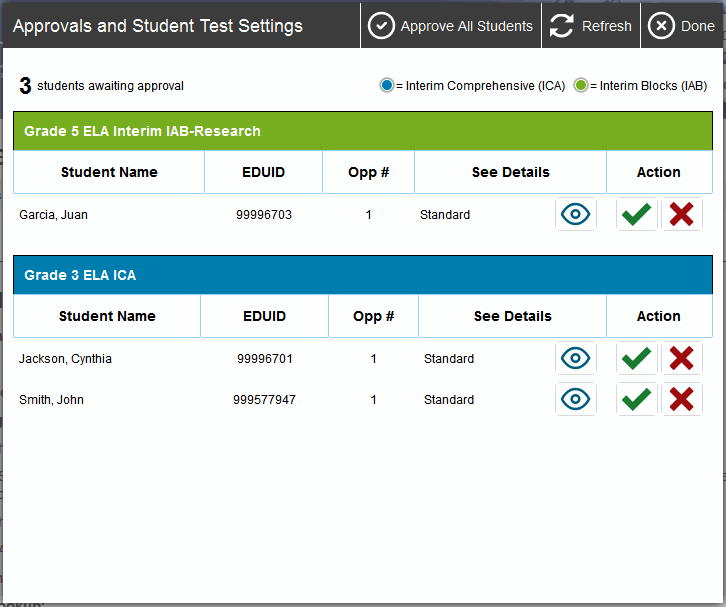 Approvals and Student Test Settings Approve All Students Refresh Done
3 students awaiting approval = Interim Comprehensive (ICA) = Interim Blocks (IAB)
Grade 5 ELA Interim IAB-Research
Student Name EDUID Opp # See Details Action
Garcia, Juan 99996703 1 Standard
Grade 3 ELA ICA
Student Name EDUID Opp # See Details Action
Jackson, Cynthia 99996701 1 Standard
Smith, John 999577947 1 Standard